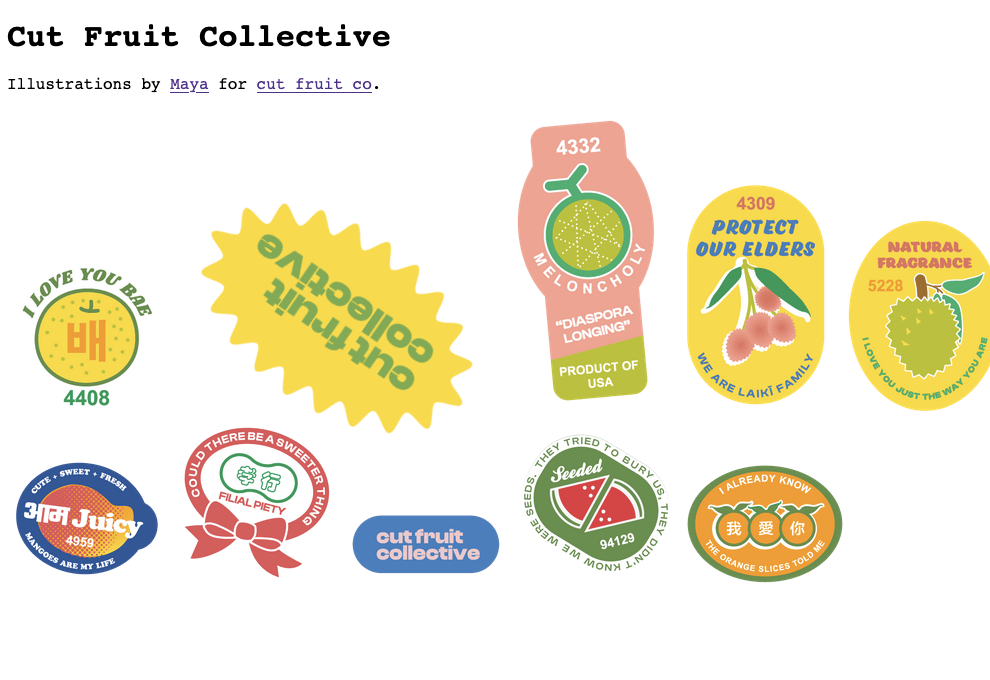 Cut Fruit Collective
Illustrations by Maya for cut fruit co.
I LOVE YOU BAE
배
4408
cut fruit
collective
4332
MELONCHOLY
"DIASPORA
LONGING"
PRODUCT OF
USA
4309
PROTECT
OUR ELDERS
WE ARE LAIKĪ FAMILY
NATURAL
FRAGRANCE
5228
I LOVE YOU JUST THE WAY YOU ARE
CUTE + SWEET + FRESH
आम Juicy
4959
MANGOES ARE MY LIFE
COULD THERE BE A SWEETER THING
孝行
FILIAL PIETY
cut fruit
collective
THEY TRIED TO BURY US, THEY DIDN'T KNOW WE WERE SEEDS.
Seeded
94129
I ALREADY KNOW
我愛你
THE ORANGE SLICES TOLD ME